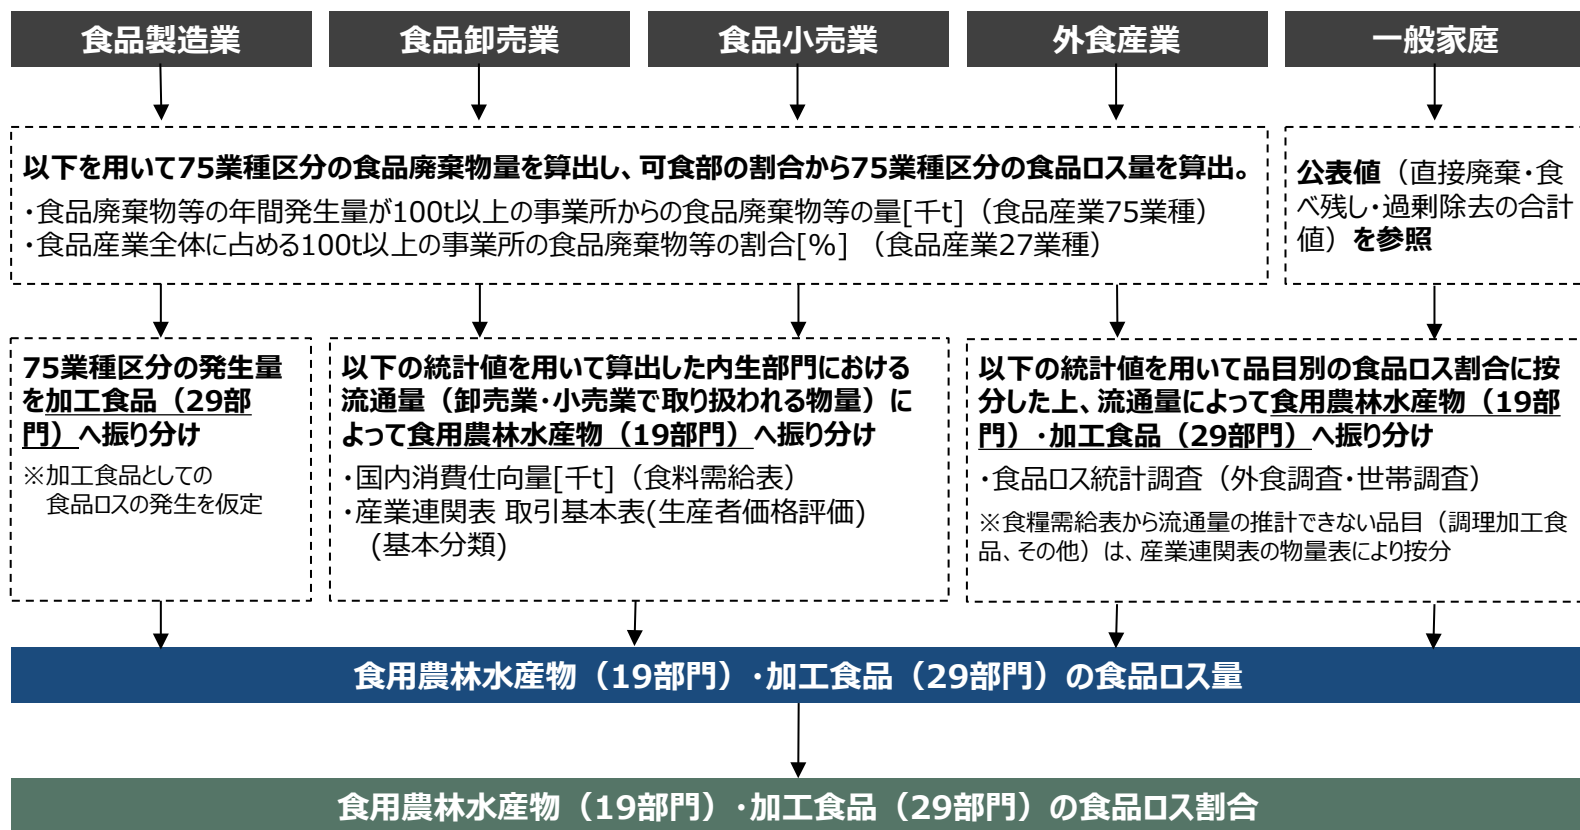 食品製造業
食品卸売業
食品小売業
外食産業
一般家庭
以下を用いて75業種区分の食品廃棄物量を算出し、可食部の割合から75業種区分の食品ロス量を算出。
・食品廃棄物等の年間発生量が100t以上の事業所からの食品廃棄物等の量[千t]（食品産業75業種）
・食品産業全体に占める100t以上の事業所の食品廃棄物等の割合[%] （食品産業27業種）
公表値（直接廃棄・食
べ残し・過剰除去の合計
値）を参照
75業種区分の発生量
を加工食品（29部
門）へ振り分け
※加工食品としての
食品ロスの発生を仮定
以下の統計値を用いて算出した内生部門における
流通量（卸売業・小売業で取り扱われる物量）に
よって食用農林水産物（19部門）へ振り分け
・国内消費仕向量[千t]（食料需給表）
・産業連関表 取引基本表(生産者価格評価)
(基本分類)
以下の統計値を用いて品目別の食品ロス割合に按
分した上、流通量によって食用農林水産物（19部
門）・加工食品（29部門）へ振り分け
・食品ロス統計調査（外食調査・世帯調査）
※食糧需給表から流通量の推計できない品目（調理加工食
品、その他）は、産業連関表の物量表により按分
食用農林水産物（19部門）・加工食品（29部門）の食品ロス量
食用農林水産物（19部門）・加工食品（29部門）の食品ロス割合